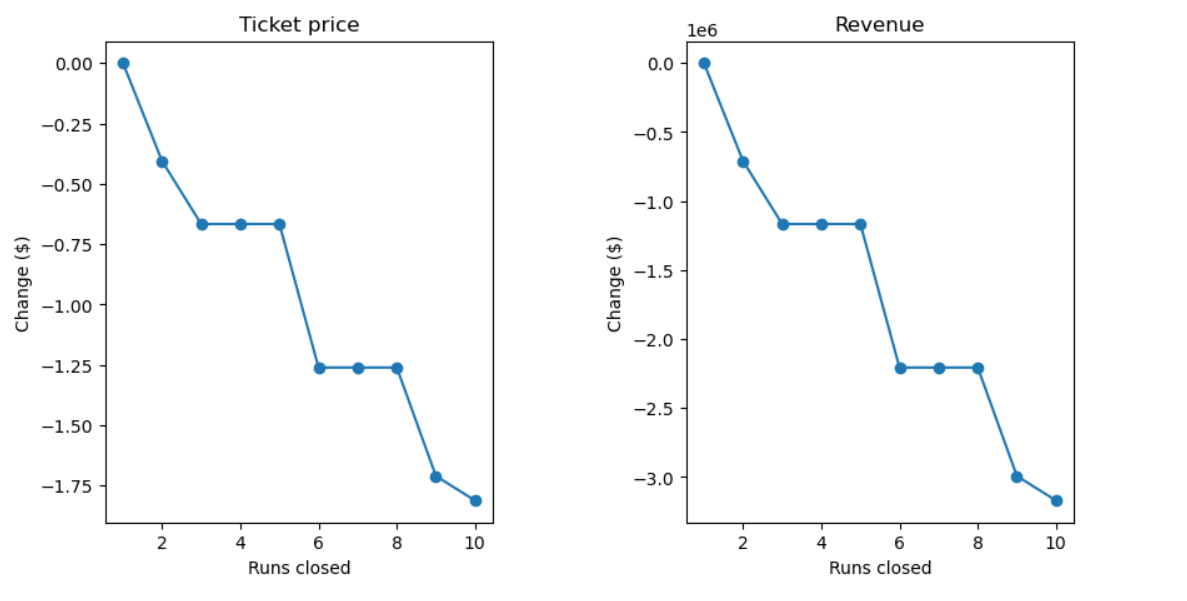 Ticket price
0.00
−0.25
−0.50
−0.75
−1.00
−1.25
−1.50
−1.75
Change ($)
2 4 6 8 10
Runs closed
Revenue
1e6
0.0
−0.5
−1.0
−1.5
−2.0
−2.5
−3.0
Change ($)
2 4 6 8 10
Runs closed